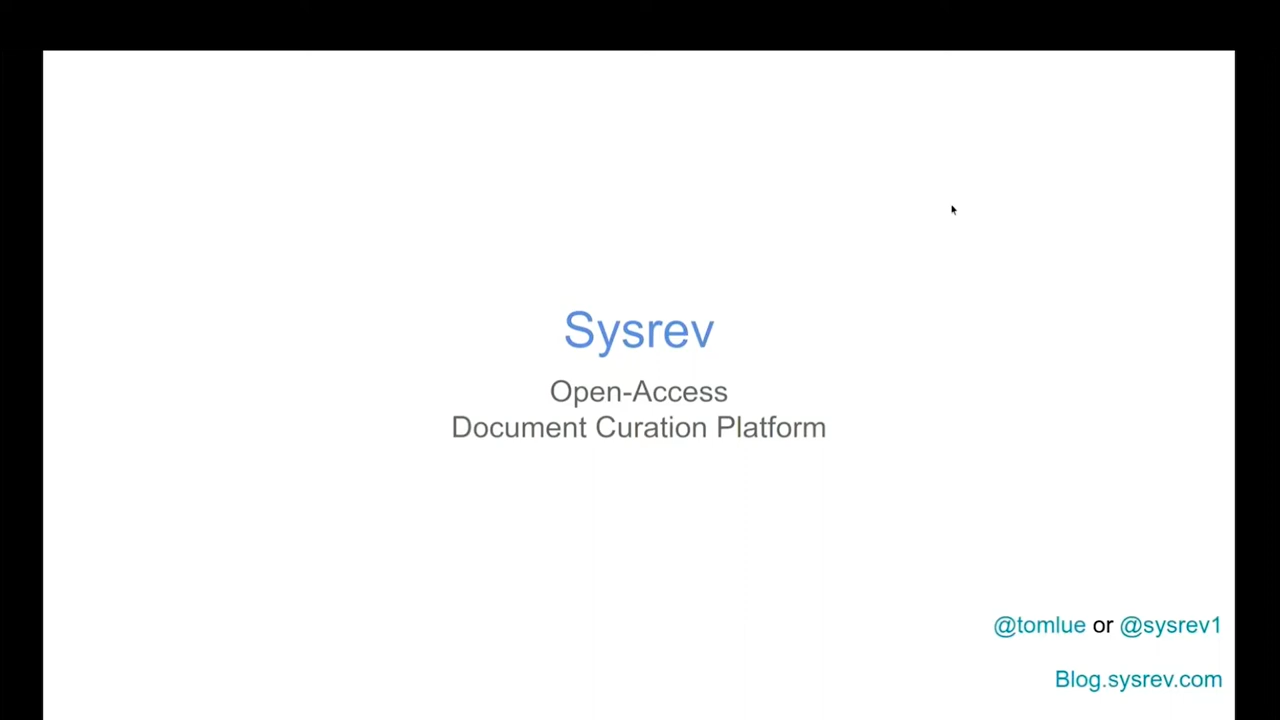 Sysrev
Open-Access
Document Curation Platform
@tomlue or @sysrev1
Blog.sysrev.com